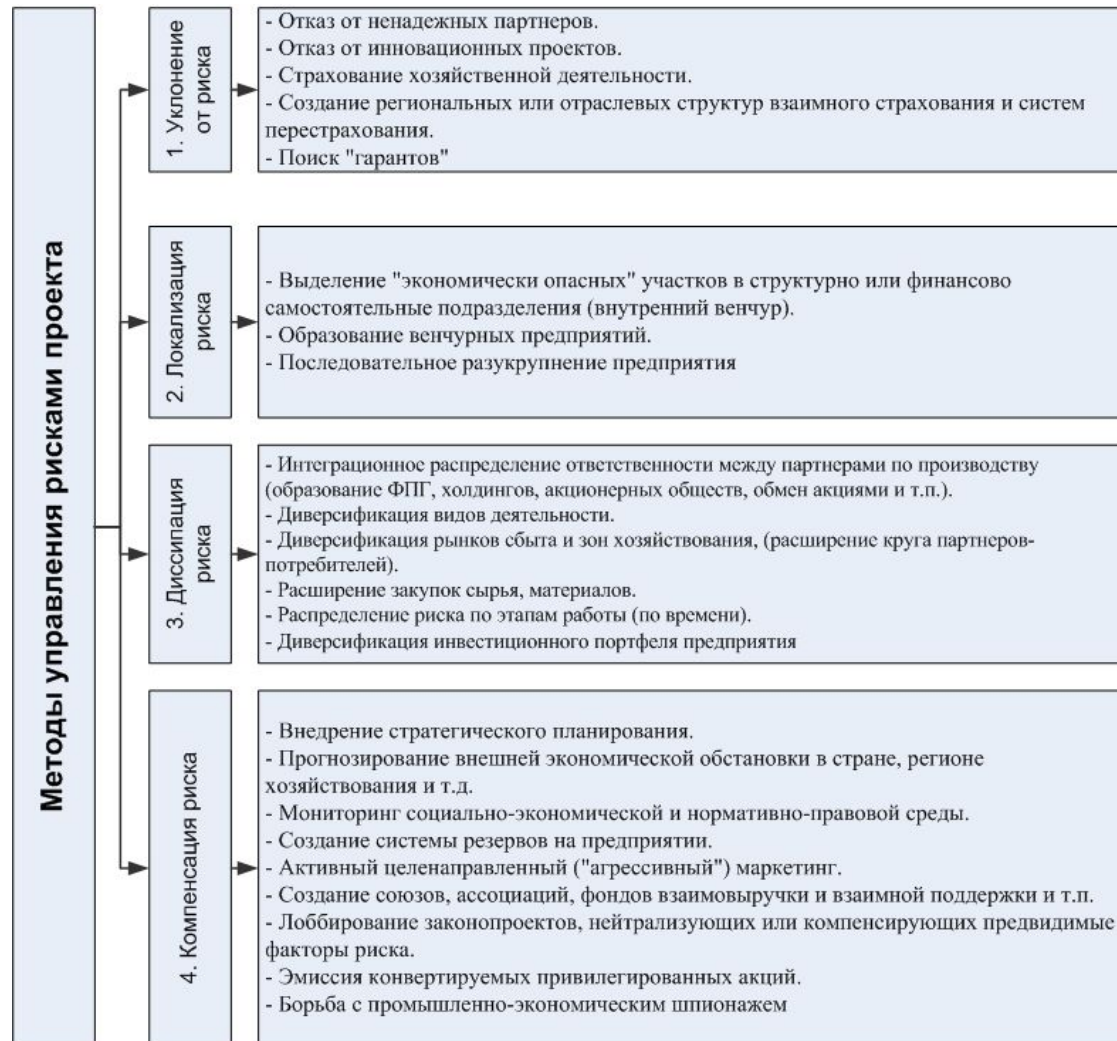 Методы управления рисками проекта
1. Уклонение
от риска
- Отказ от ненадежных партнеров.
- Отказ от инновационных проектов.
- Страхование хозяйственной деятельности.
- Создание региональных или отраслевых структур взаимного страхования и систем
перестрахования.
- Поиск "гарантов"
2. Локализация
риска
- Выделение "экономически опасных" участков в структурно или финансово
самостоятельные подразделения (внутренний венчур).
- Образование венчурных предприятий.
- Последовательное разукрупнение предприятия
3. Диссипация
риска
- Интеграционное распределение ответственности между партнерами по производству
(образование ФПГ, холдингов, акционерных обществ, обмен акциями и т.п.).
- Диверсификация видов деятельности.
- Диверсификация рынков сбыта и зон хозяйствования, (расширение круга партнеров-
потребителей).
- Расширение закупок сырья, материалов.
- Распределение риска по этапам работы (по времени).
- Диверсификация инвестиционного портфеля предприятия
4. Компенсация риска
- Внедрение стратегического планирования.
- Прогнозирование внешней экономической обстановки в стране, регионе
хозяйствования и т.д.
- Мониторинг социально-экономической и нормативно-правовой среды.
- Создание системы резервов на предприятии.
- Активный целенаправленный ("агрессивный") маркетинг.
- Создание союзов, ассоциаций, фондов взаимовыручки и взаимной поддержки и т.п.
- Лоббирование законопроектов, нейтрализующих или компенсирующих предвидимые
факторы риска.
- Эмиссия конвертируемых привилегированных акций.
- Борьба с промышленно-экономическим шпионажем